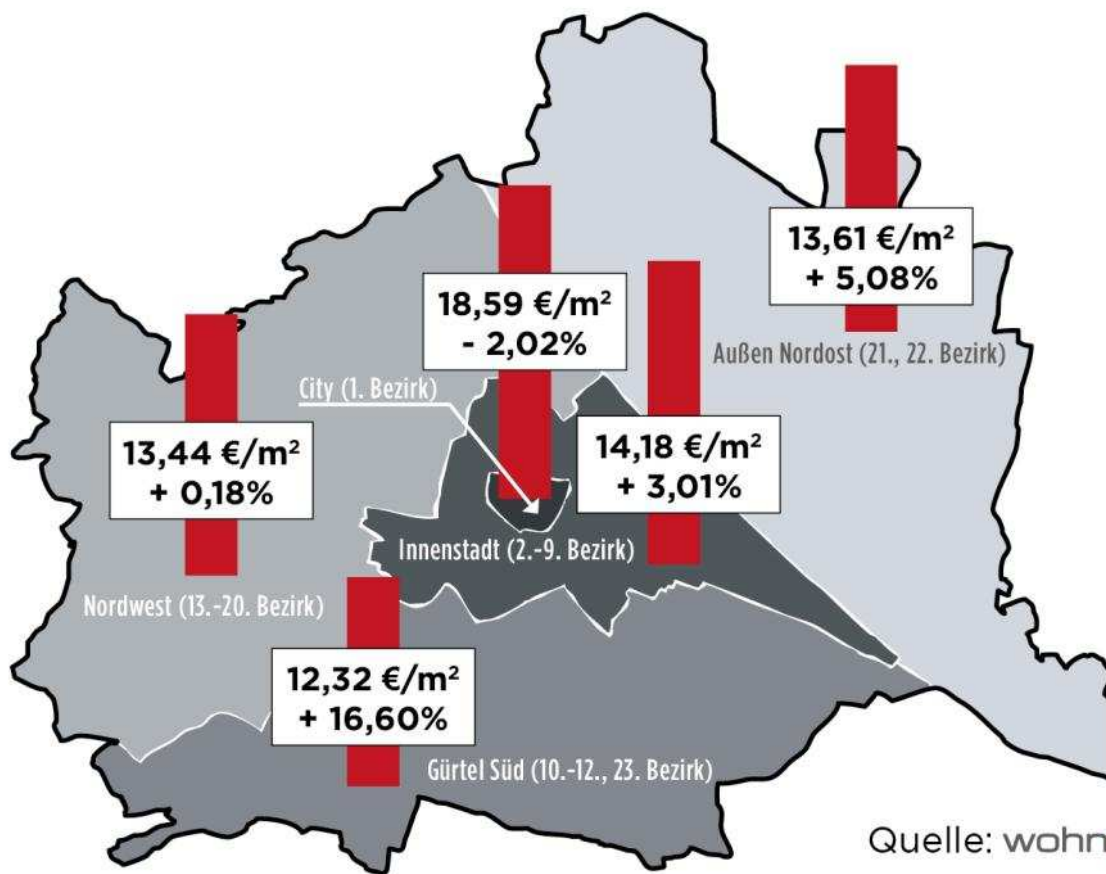 13,61 €/m²
+ 5,08%
Außen Nordost (21., 22. Bezirk)
18,59 €/m²
- 2,02%
City (1. Bezirk)
13,44 €/m²
+ 0,18%
Nordwest (13.-20. Bezirk)
14,18 €/m²
+ 3,01%
Innenstadt (2.-9. Bezirk)
12,32 €/m²
+ 16,60%
Gürtel Süd (10.-12., 23. Bezirk)
Quelle: wohn